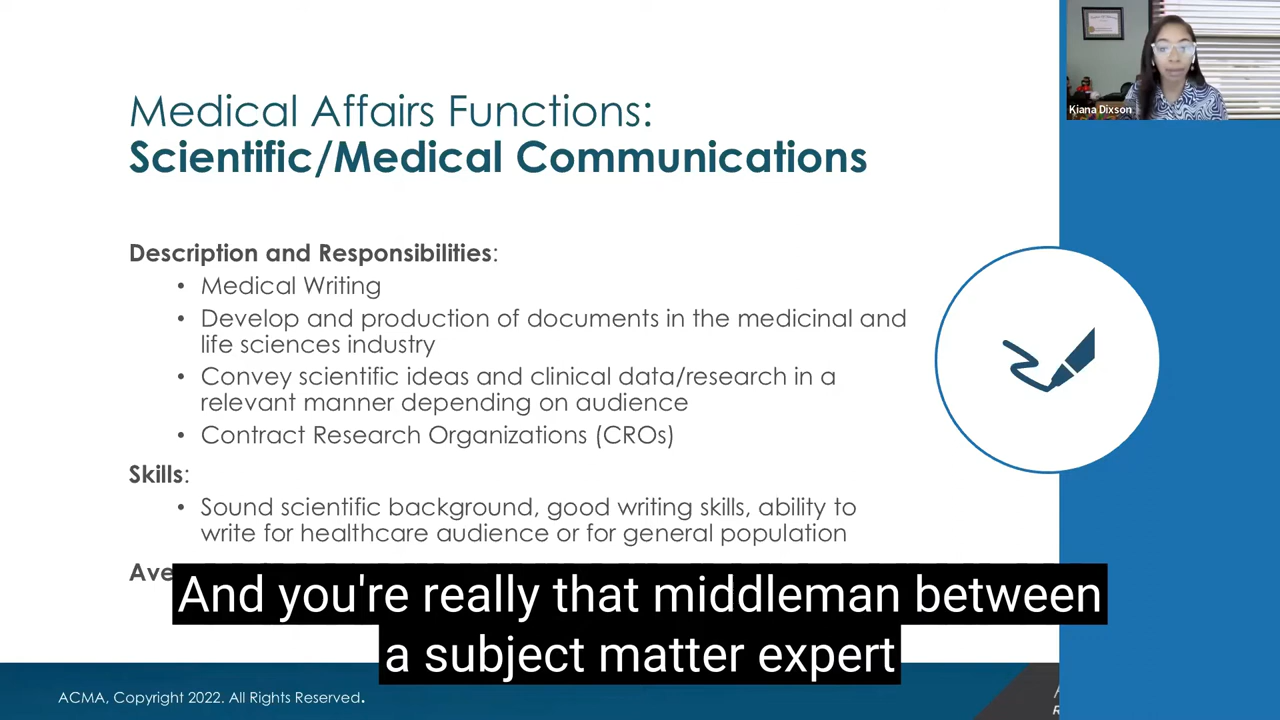 Kiana Dixson
Medical Affairs Functions:
Scientific/Medical Communications
Description and Responsibilities:
• Medical Writing
• Develop and production of documents in the medicinal and
life sciences industry
• Convey scientific ideas and clinical data/research in a
relevant manner depending on audience
• Contract Research Organizations (CROs)
Skills:
• Sound scientific background, good writing skills, ability to
write for healthcare audience or for general population
And you're really that middleman between
a subject matter expert
ACMA, Copyright 2022. All Rights Reserved.